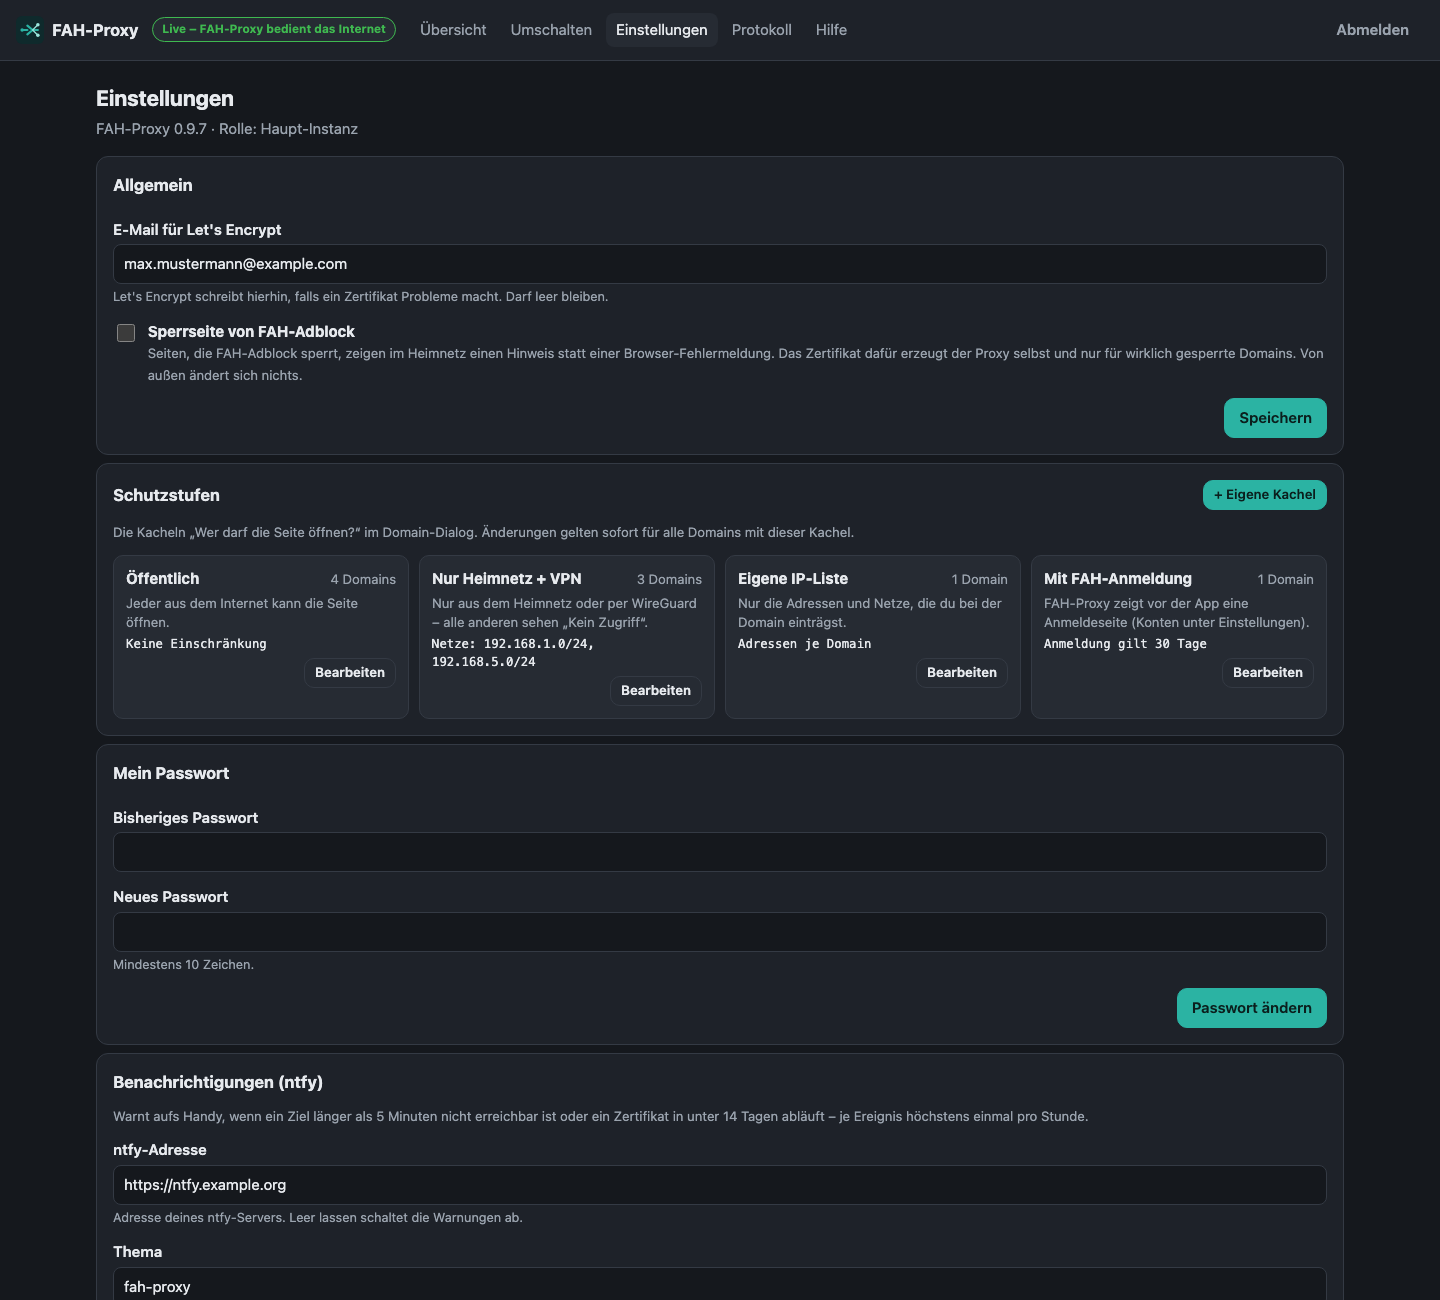 FAH-Proxy
Live – FAH-Proxy bedient das Internet
Übersicht
Umschalten
Einstellungen
Protokoll
Hilfe
Abmelden
Einstellungen
FAH-Proxy 0.9.7 · Rolle: Haupt-Instanz
Allgemein
E-Mail für Let's Encrypt
max.mustermann@example.com
Let's Encrypt schreibt hierhin, falls ein Zertifikat Probleme macht. Darf leer bleiben.
Sperrseite von FAH-Adblock
Seiten, die FAH-Adblock sperrt, zeigen im Heimnetz einen Hinweis statt einer Browser-Fehlermeldung. Das Zertifikat dafür erzeugt der Proxy selbst und nur für wirklich gesperrte Domains. Von
außen ändert sich nichts.
Speichern
Schutzstufen
+ Eigene Kachel
Die Kacheln „Wer darf die Seite öffnen?“ im Domain-Dialog. Änderungen gelten sofort für alle Domains mit dieser Kachel.
Öffentlich
4 Domains
Jeder aus dem Internet kann die Seite
öffnen.
Keine Einschränkung
Bearbeiten
Nur Heimnetz + VPN
3 Domains
Nur aus dem Heimnetz oder per WireGuard
– alle anderen sehen „Kein Zugriff“.
Netze: 192.168.1.0/24,
192.168.5.0/24
Bearbeiten
Eigene IP-Liste
1 Domain
Nur die Adressen und Netze, die du bei der
Domain einträgst.
Adressen je Domain
Bearbeiten
Mit FAH-Anmeldung
1 Domain
FAH-Proxy zeigt vor der App eine
Anmeldeseite (Konten unter Einstellungen).
Anmeldung gilt 30 Tage
Bearbeiten
Mein Passwort
Bisheriges Passwort
Neues Passwort
Mindestens 10 Zeichen.
Passwort ändern
Benachrichtigungen (ntfy)
Warnt aufs Handy, wenn ein Ziel länger als 5 Minuten nicht erreichbar ist oder ein Zertifikat in unter 14 Tagen abläuft – je Ereignis höchstens einmal pro Stunde.
ntfy-Adresse
https://ntfy.example.org
Adresse deines ntfy-Servers. Leer lassen schaltet die Warnungen ab.
Thema
fah-proxy